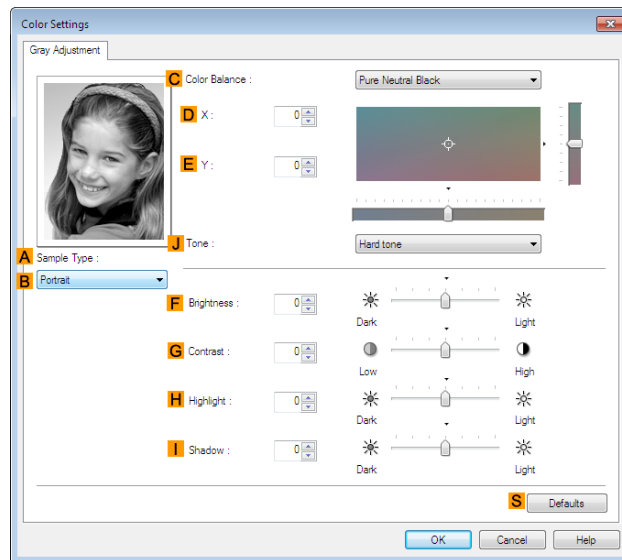 Color Settings
Gray Adjustment
C Color Balance : Pure Neutral Black
D X : 0
E Y : 0
J Tone : Hard tone
A Sample Type :
B Portrait
F Brightness : 0 Dark Light
G Contrast : 0 Low High
H Highlight : 0 Dark Light
I Shadow : 0 Dark Light
S Defaults
OK Cancel Help